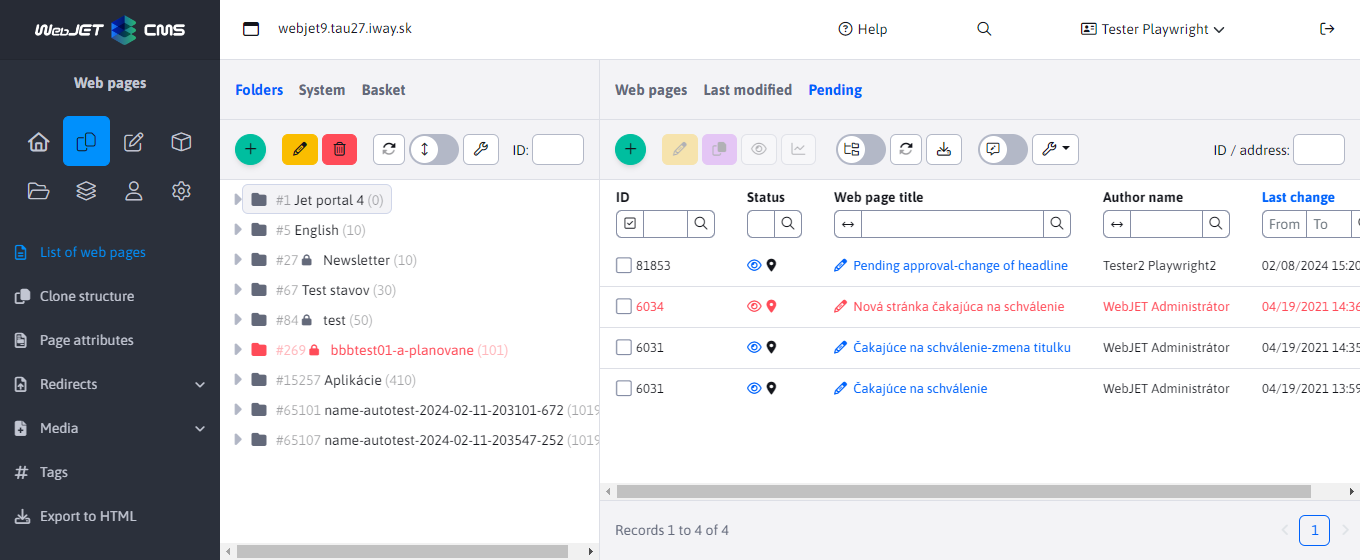 WebJET CMS
webjet9.tau27.iway.sk
Help
Tester Playwright
Web pages
List of web pages
Clone structure
Page attributes
Redirects
Media
Tags
Export to HTML
Folders System Basket
ID:
#1 Jet portal 4 (0)
#5 English (10)
#27 Newsletter (10)
#67 Test stavov (30)
#84 test (50)
#269 bbbtest01-a-planovane (101)
#15257 Aplikácie (410)
#65101 name-autotest-2024-02-11-203101-672 (1019
#65107 name-autotest-2024-02-11-203547-252 (1019
Web pages Last modified Pending
ID / address:
ID Status Web page title Author name Last change
From To
81853 Pending approval-change of headline Tester2 Playwright2 02/08/2024 15:20
6034 Nová stránka čakajúca na schválenie WebJET Administrátor 04/19/2021 14:36
6031 Čakajúce na schválenie-zmena titulku WebJET Administrátor 04/19/2021 14:35
6031 Čakajúce na schválenie WebJET Administrátor 04/19/2021 13:59
Records 1 to 4 of 4
1